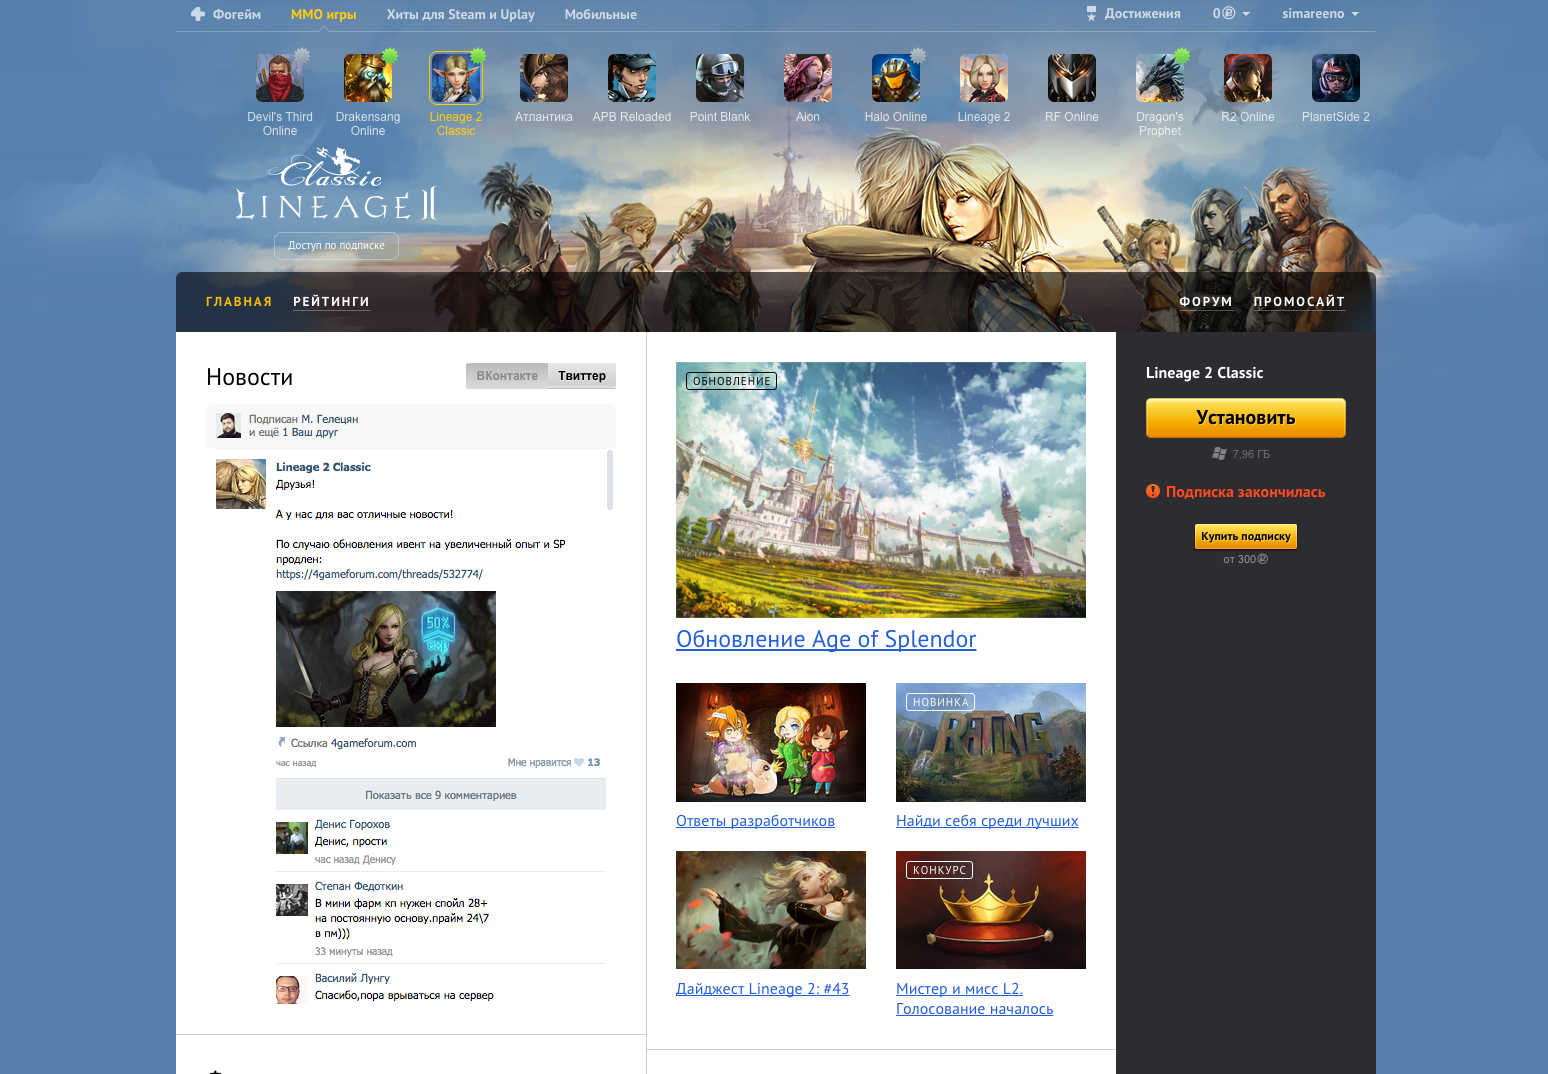 Фогейм
ММО игры
Хиты для Steam и Uplay
Мобильные
Достижения
0
simareeno
Devil's Third
Online
Drakensang
Online
Lineage 2
Classic
Атлантика
APB Reloaded
Point Blank
Aion
Halo Online
Lineage 2
RF Online
Dragon's
Prophet
R2 Online
PlanetSide 2
Classic
LINEAGE II
Доступ по подписке
ГЛАВНАЯ
РЕЙТИНГИ
ФОРУМ
ПРОМОСАЙТ
Новости
ВКонтакте
Твиттер
Подписан М. Гелецян
и ещё 1 Ваш друг
Lineage 2 Classic
Друзья!
А у нас для вас отличные новости!
По случаю обновления ивент на увеличенный опыт и SP
продлен:
https://4gameforum.com/threads/532774/
50%
exp
Ссылка 4gameforum.com
час назад
Мне нравится 13
Показать все 9 комментариев
Денис Горохов
Денис, прости
час назад Денису
Степан Федоткин
В мини фарм кп нужен спойл 28+
на постоянную основу.прайм 24\7
в пм)))
33 минуты назад
Василий Лунгу
Спасибо,пора врываться на сервер
ОБНОВЛЕНИЕ
Обновление Age of Splendor
Ответы разработчиков
НОВИНКА
RATING
Найди себя среди лучших
Дайджест Lineage 2: #43
КОНКУРС
Мистер и мисс L2.
Голосование началось
Lineage 2 Classic
Установить
7,96 ГБ
Подписка закончилась
Купить подписку
от 300